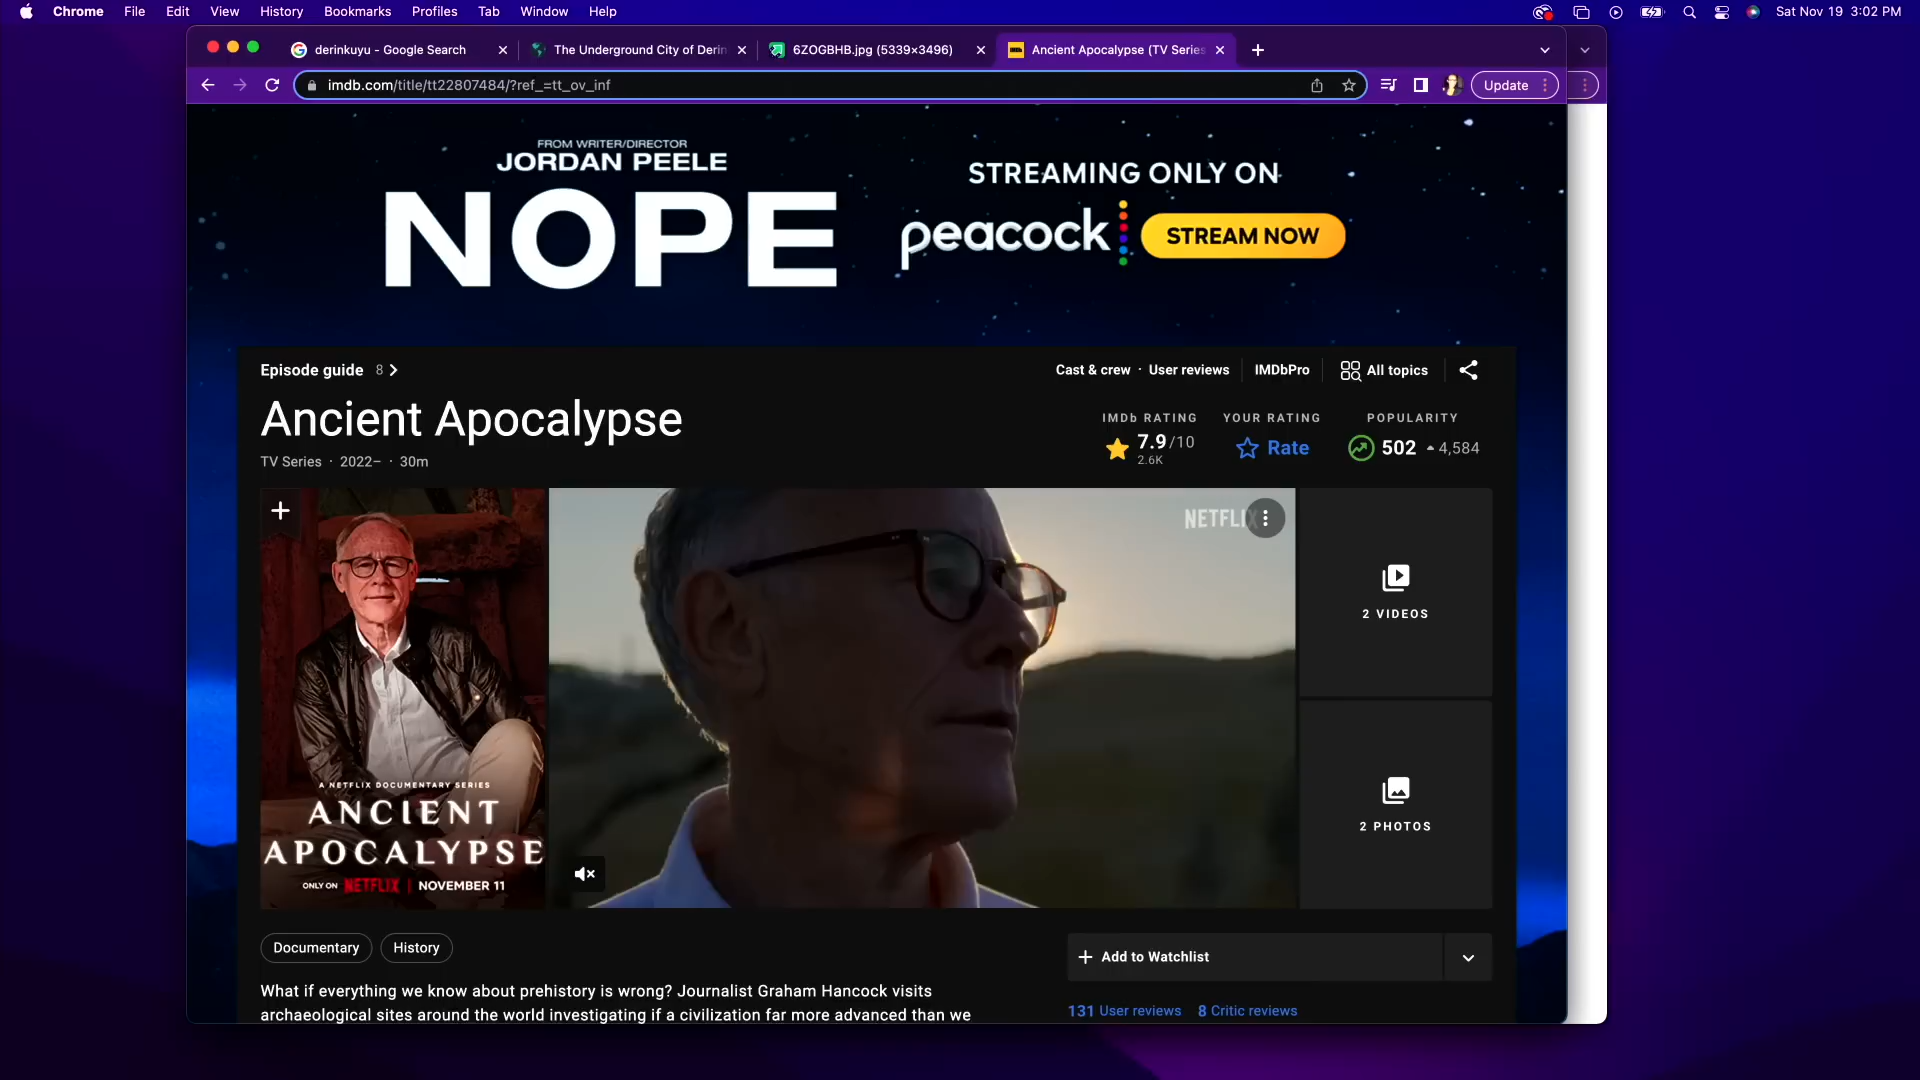 Chrome File Edit View History Bookmarks Profiles Tab Window Help Sat Nov 19 3:02 PM
derinkuyu - Google Search
The Underground City of Derin
6ZOGBHB.jpg (5339×3496)
Ancient Apocalypse (TV Series
imdb.com/title/tt22807484/?ref_=tt_ov_inf
Update
FROM WRITER/DIRECTOR
JORDAN PEELE
NOPE
STREAMING ONLY ON
peacock
STREAM NOW
Episode guide 8
Cast & crew · User reviews IMDbPro All topics
Ancient Apocalypse
TV Series · 2022– · 30m
IMDb RATING
7.9/10
2.6K
YOUR RATING
Rate
POPULARITY
502 4,584
A NETFLIX DOCUMENTARY SERIES
ANCIENT
APOCALYPSE
ONLY ON NETFLIX | NOVEMBER 11
NETFLIX
2 VIDEOS
2 PHOTOS
Documentary History
Add to Watchlist
What if everything we know about prehistory is wrong? Journalist Graham Hancock visits
archaeological sites around the world investigating if a civilization far more advanced than we
131 User reviews 8 Critic reviews